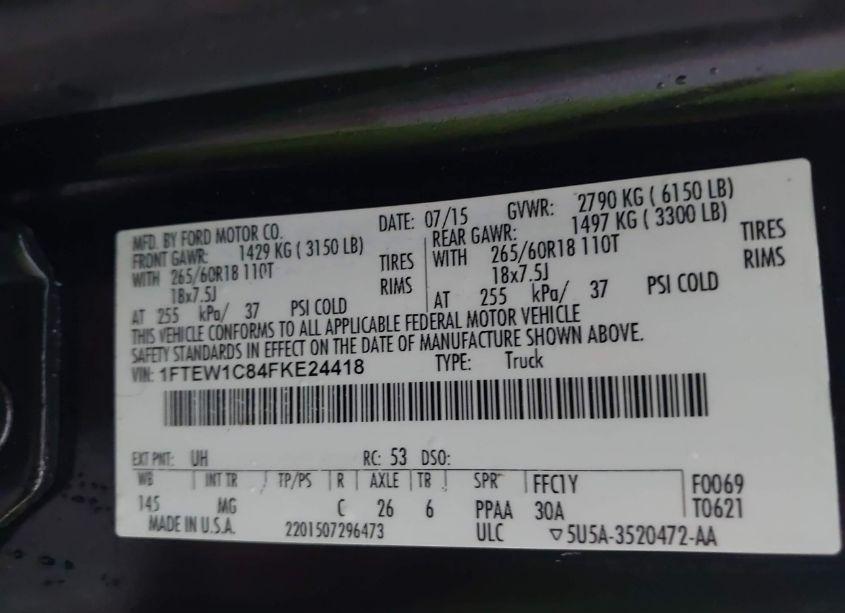 MFD. BY FORD MOTOR CO. DATE: 07/15 GVWR: 2790 KG ( 6150 LB)
FRONT GAWR: 1429 KG ( 3150 LB) REAR GAWR: 1497 KG ( 3300 LB)
WITH 265/60R18 110T TIRES WITH 265/60R18 110T TIRES
18x7.5J RIMS 18x7.5J RIMS
AT 255 kPa/ 37 PSI COLD AT 255 kPa/ 37 PSI COLD
THIS VEHICLE CONFORMS TO ALL APPLICABLE FEDERAL MOTOR VEHICLE
SAFETY STANDARDS IN EFFECT ON THE DATE OF MANUFACTURE SHOWN ABOVE.
VIN: 1FTEW1C84FKE24418 TYPE: Truck
EXT PNT: UH RC: 53 DSO:
WB INT TR TP/PS R AXLE TR SPR FFC1Y F0069
145 MG C 26 6 PPAA 30A T0621
MADE IN U.S.A. 2201507296473 ULC ▽5U5A-3520472-AA